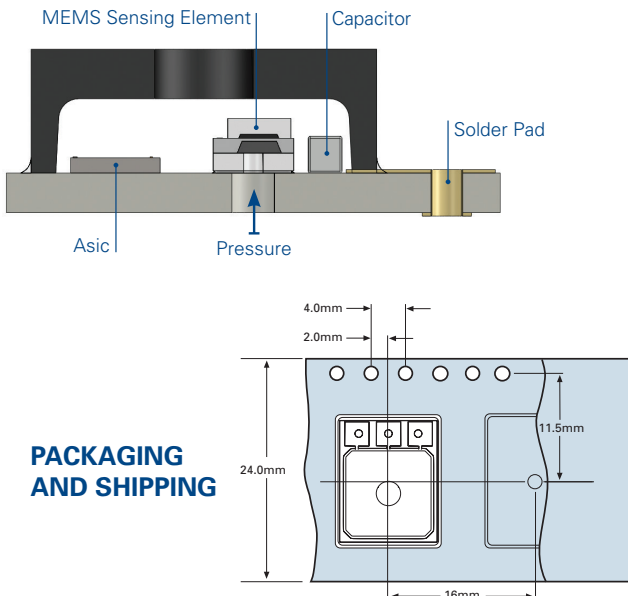 MEMS Sensing Element
Capacitor
Solder Pad
Asic
Pressure
4.0mm
2.0mm
11.5mm
PACKAGING
AND SHIPPING
24.0mm
16mm